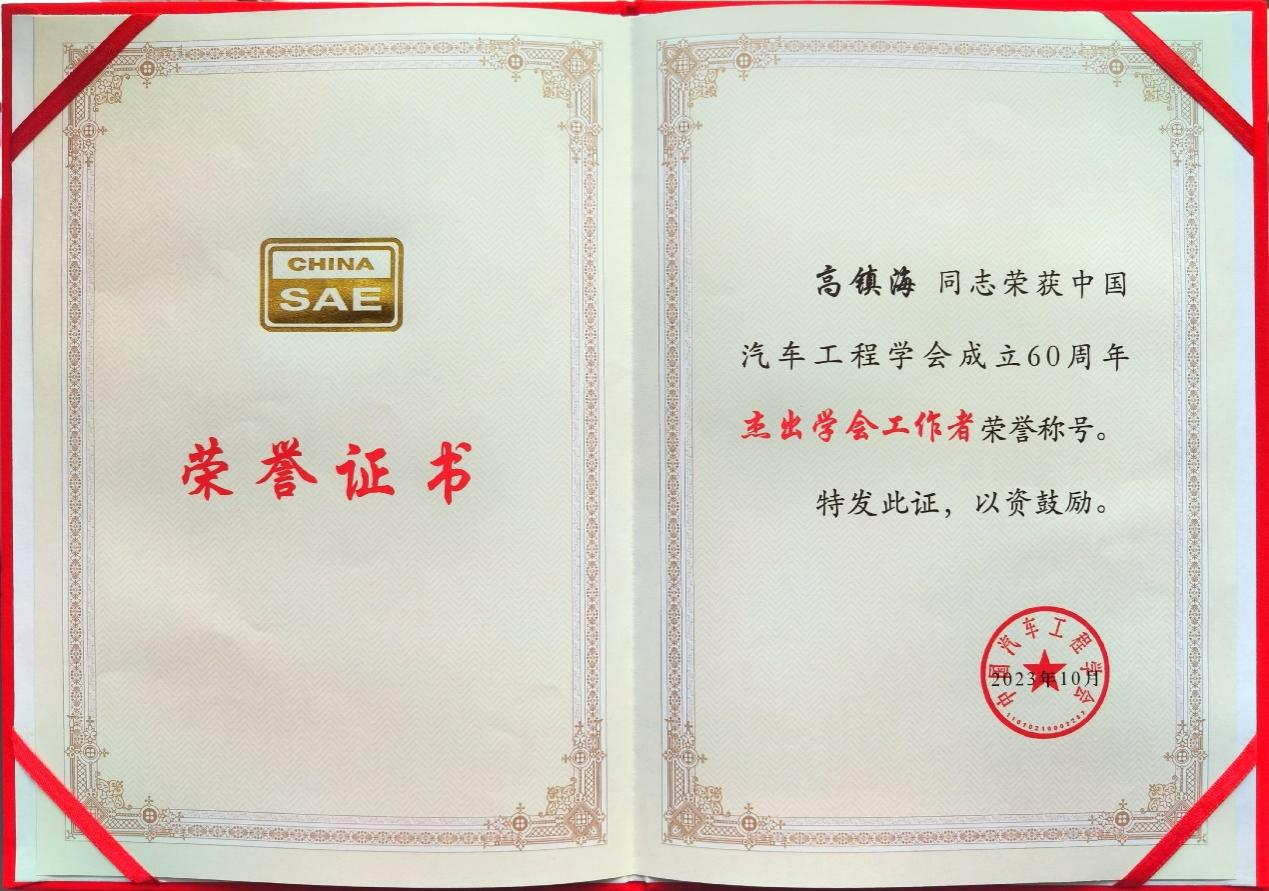 CHINA
SAE
荣誉证书
高镇海 同志荣获中国
汽车工程学会成立60周年
杰出学会工作者荣誉称号。
特发此证，以资鼓励。
中国汽车工程学会
2023年10月